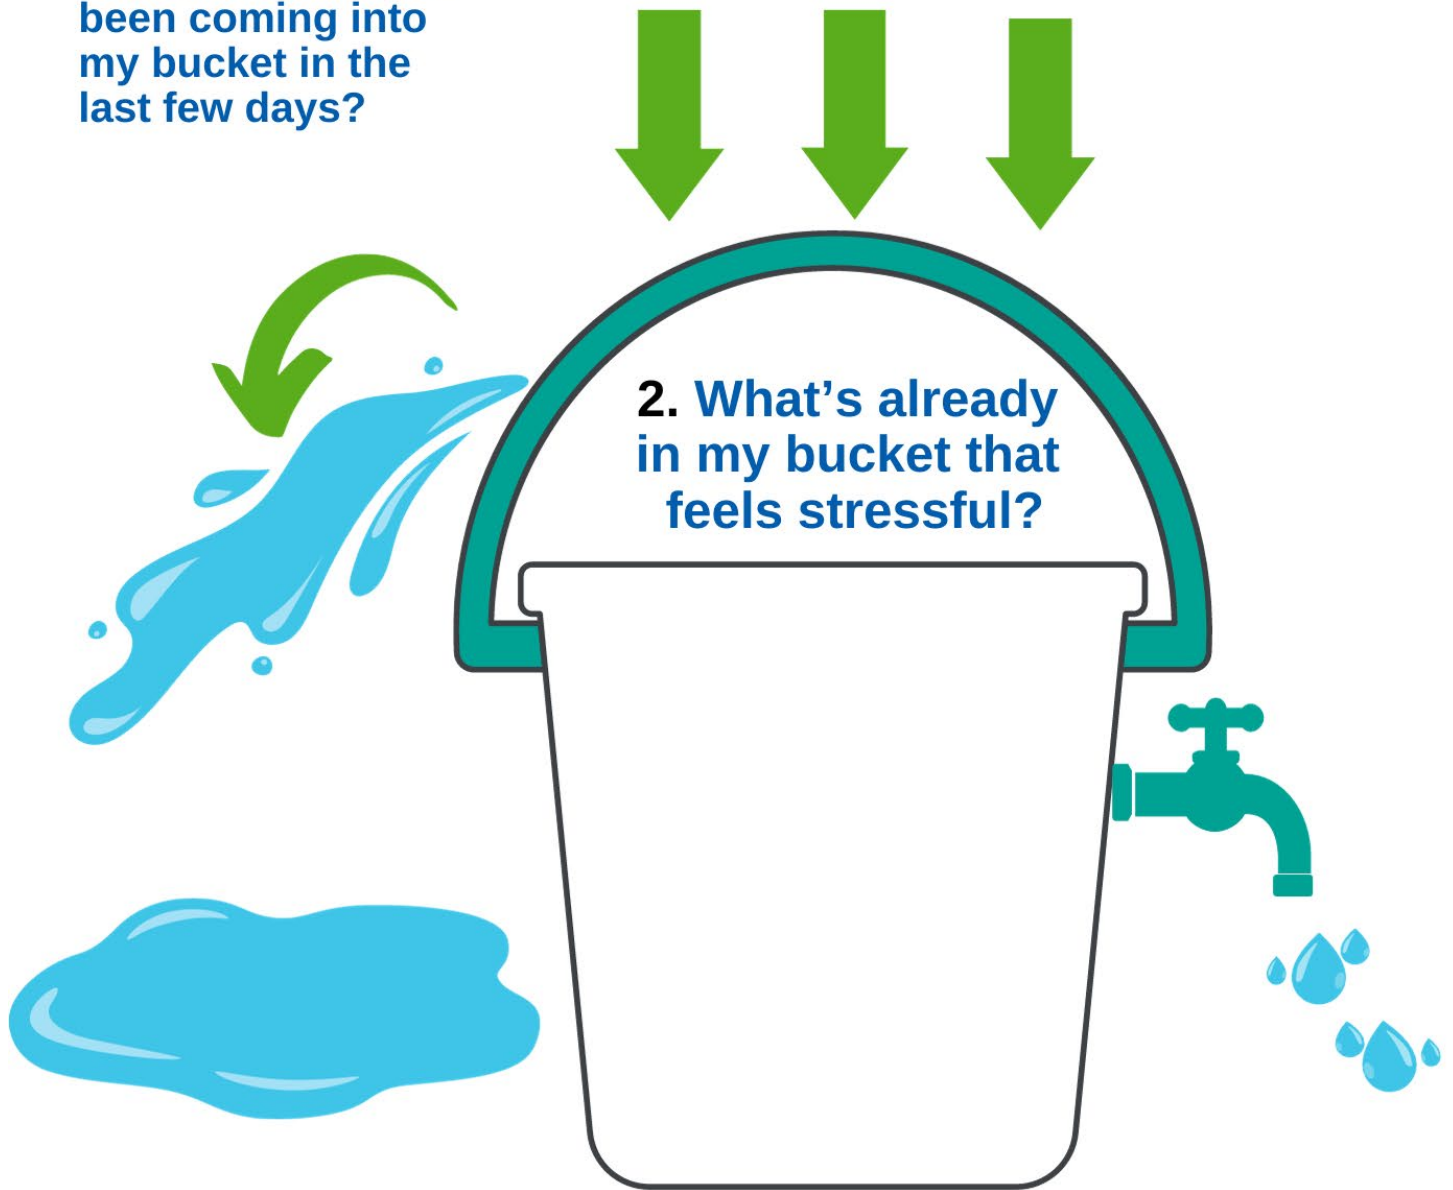 been coming into
my bucket in the
last few days?
2. What’s already
in my bucket that
feels stressful?